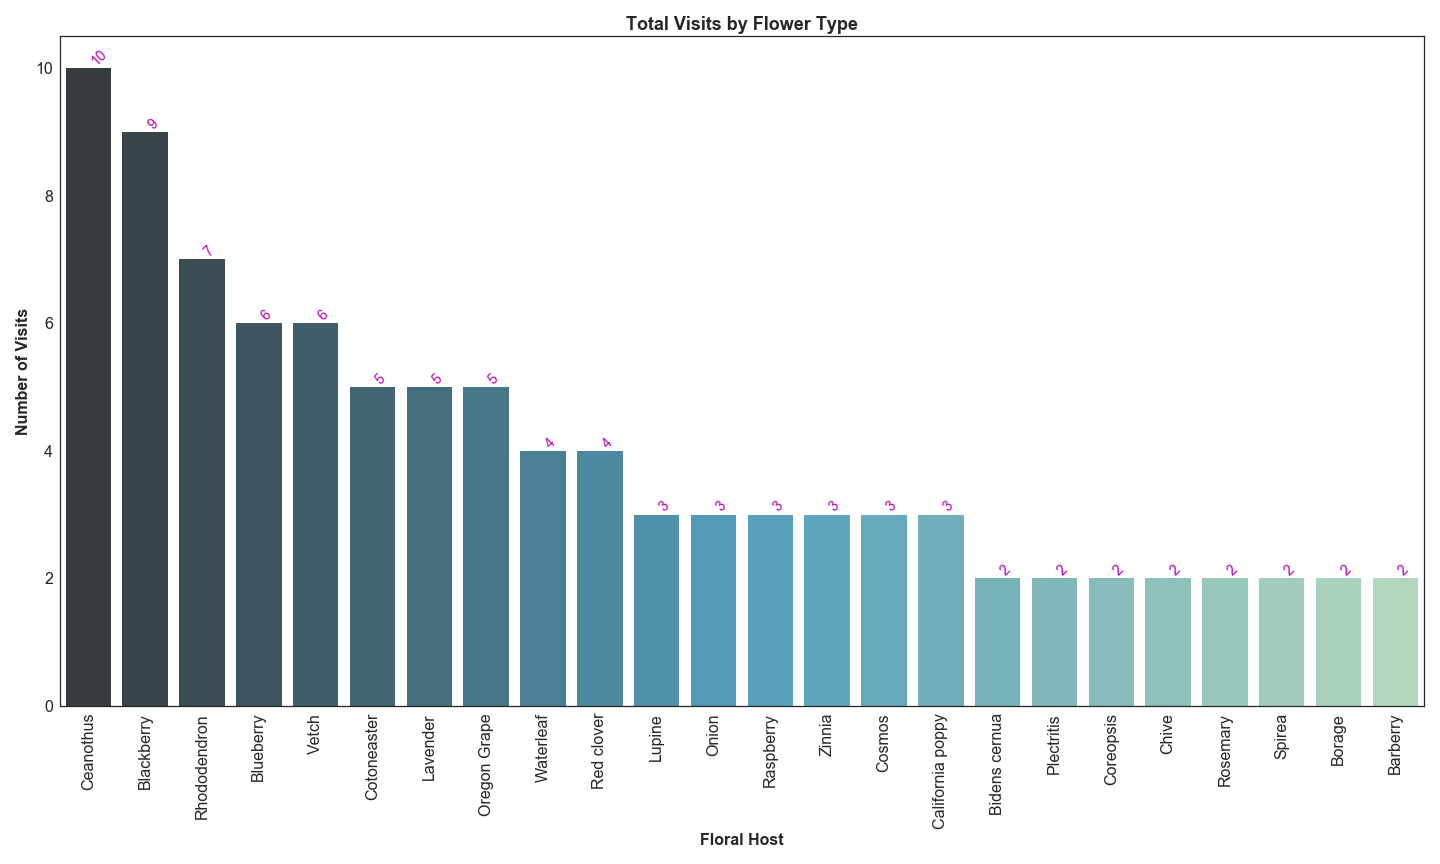 Total Visits by Flower Type
Number of Visits
10
8
6
4
2
0
10
9
7
6
6
5
5
5
4
4
3
3
3
3
3
3
2
2
2
2
2
2
2
2
Ceanothus
Blackberry
Rhododendron
Blueberry
Vetch
Cotoneaster
Lavender
Oregon Grape
Waterleaf
Red clover
Lupine
Onion
Raspberry
Zinnia
Cosmos
California poppy
Bidens cernua
Plectritis
Coreopsis
Chive
Rosemary
Spirea
Borage
Barberry
Floral Host